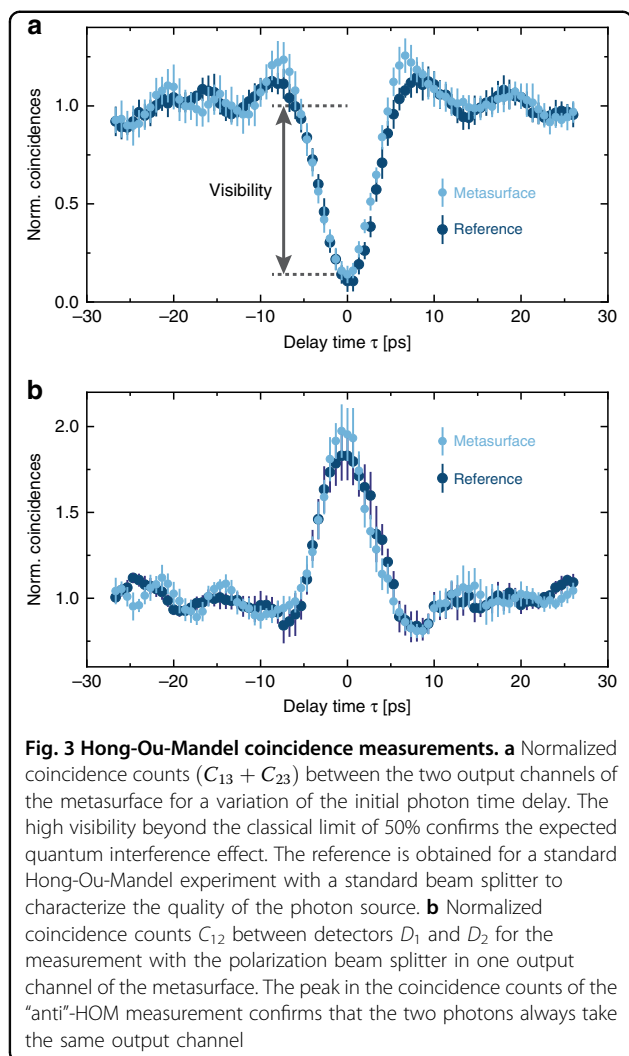 a
Norm. coincidences
1.0
0.5
0.0
Visibility
Metasurface
Reference
−30 −20 −10 0 10 20 30
Delay time τ [ps]
b
Norm. coincidences
2.0
1.5
1.0
Metasurface
Reference
−30 −20 −10 0 10 20 30
Delay time τ [ps]
Fig. 3 Hong-Ou-Mandel coincidence measurements. a Normalized
coincidence counts (C₁₃ + C₂₃) between the two output channels of
the metasurface for a variation of the initial photon time delay. The
high visibility beyond the classical limit of 50% confirms the expected
quantum interference effect. The reference is obtained for a standard
Hong-Ou-Mandel experiment with a standard beam splitter to
characterize the quality of the photon source. b Normalized
coincidence counts C₁₂ between detectors D₁ and D₂ for the
measurement with the polarization beam splitter in one output
channel of the metasurface. The peak in the coincidence counts of the
“anti”-HOM measurement confirms that the two photons always take
the same output channel